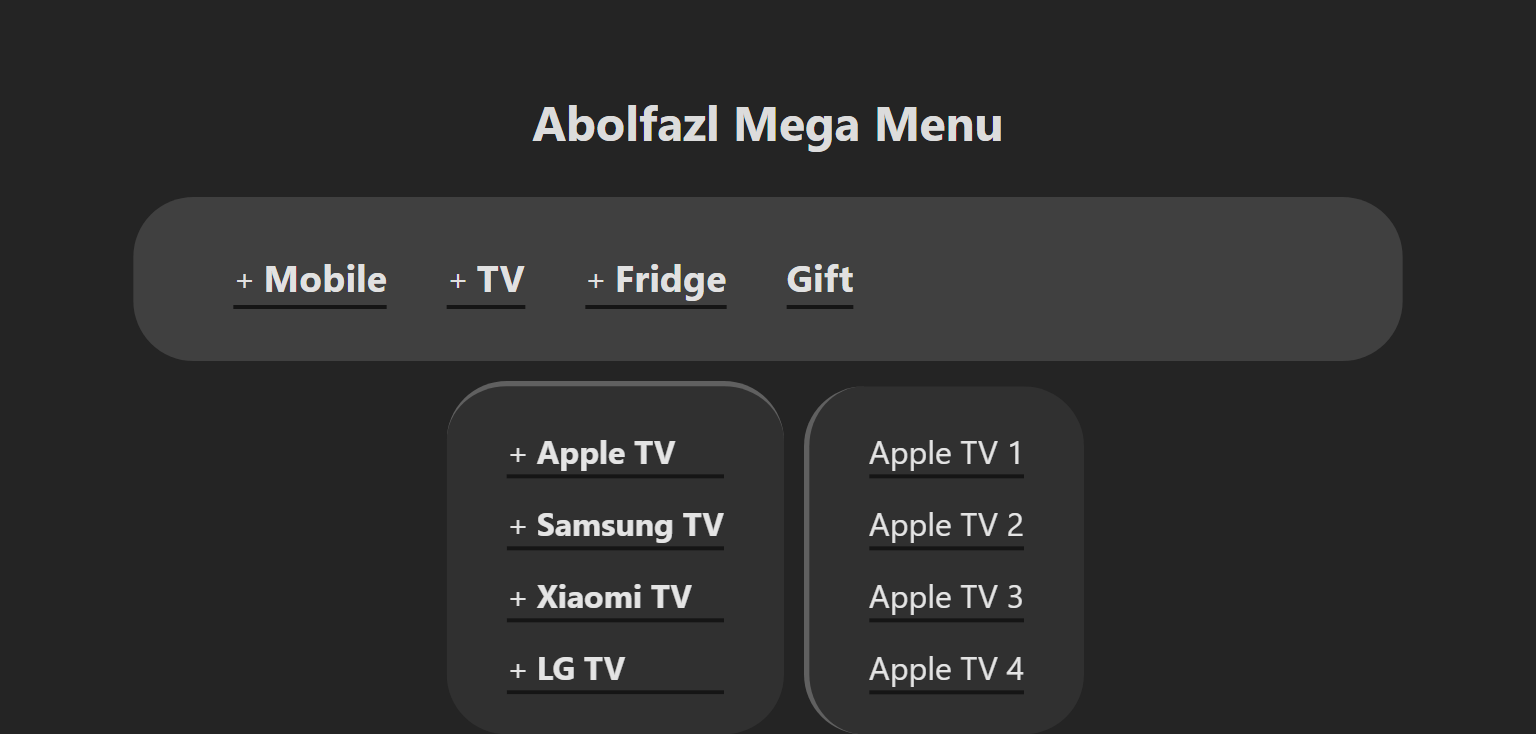 Abolfazl Mega Menu
+ Mobile + TV + Fridge Gift
+ Apple TV
+ Samsung TV
+ Xiaomi TV
+ LG TV
Apple TV 1
Apple TV 2
Apple TV 3
Apple TV 4